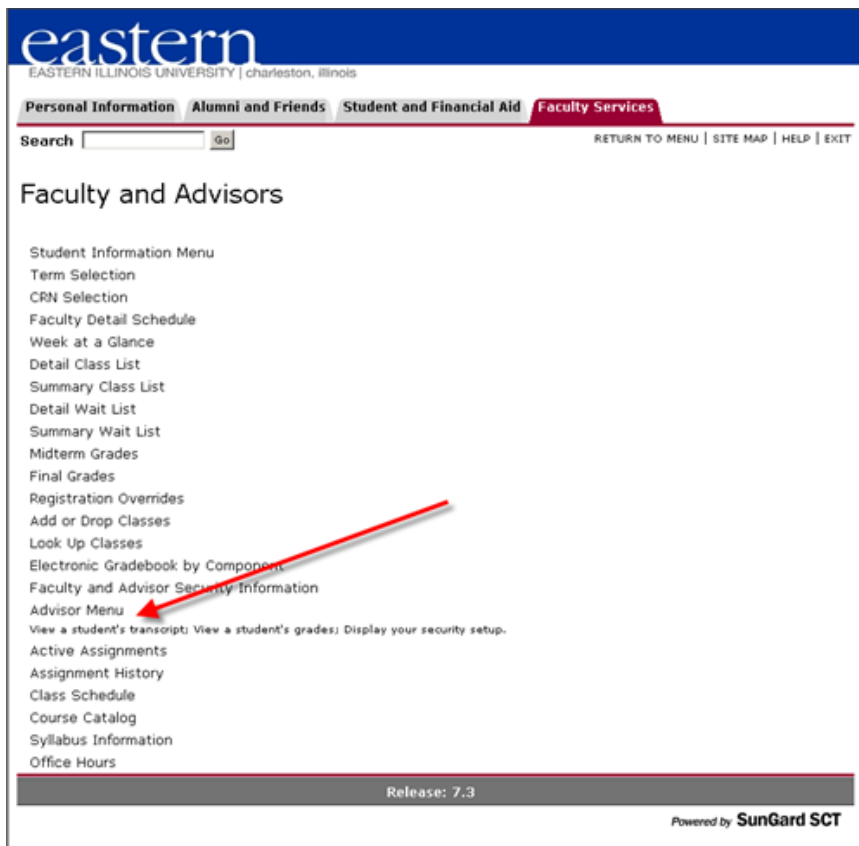 eastern
EASTERN ILLINOIS UNIVERSITY | charleston, illinois
Personal Information Alumni and Friends Student and Financial Aid Faculty Services
Search Go RETURN TO MENU | SITE MAP | HELP | EXIT
Faculty and Advisors
Student Information Menu
Term Selection
CRN Selection
Faculty Detail Schedule
Week at a Glance
Detail Class List
Summary Class List
Detail Wait List
Summary Wait List
Midterm Grades
Final Grades
Registration Overrides
Add or Drop Classes
Look Up Classes
Electronic Gradebook by Component
Faculty and Advisor Security Information
Advisor Menu
View a student's transcript; View a student's grades; Display your security setup.
Active Assignments
Assignment History
Class Schedule
Course Catalog
Syllabus Information
Office Hours
Release: 7.3
Powered by SunGard SCT